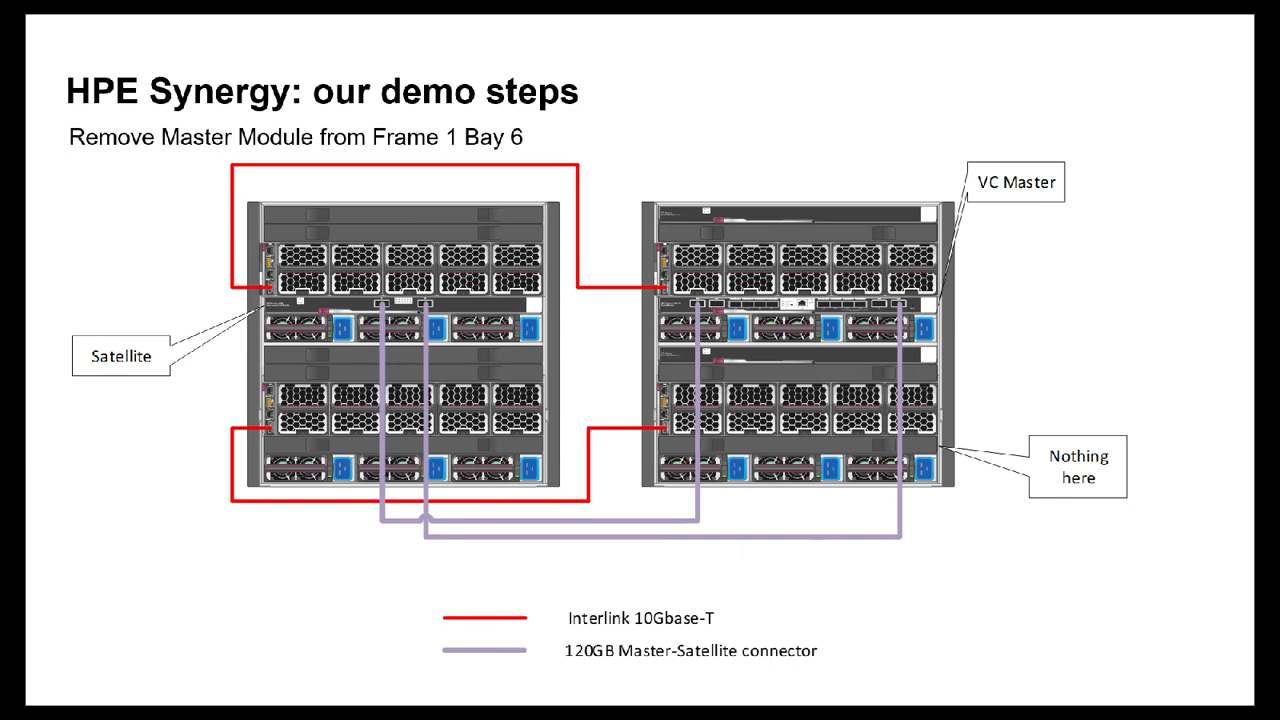 HPE Synergy: our demo steps
Remove Master Module from Frame 1 Bay 6
VC Master
Satellite
Nothing
here
Interlink 10Gbase-T
120GB Master-Satellite connector